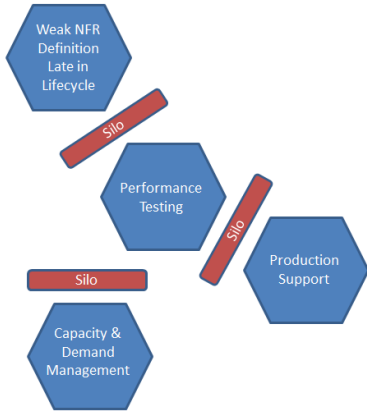 Weak NFR
Definition
Late in
Lifecycle
Silo
Performance
Testing
Silo
Production
Support
Silo
Capacity &
Demand
Management